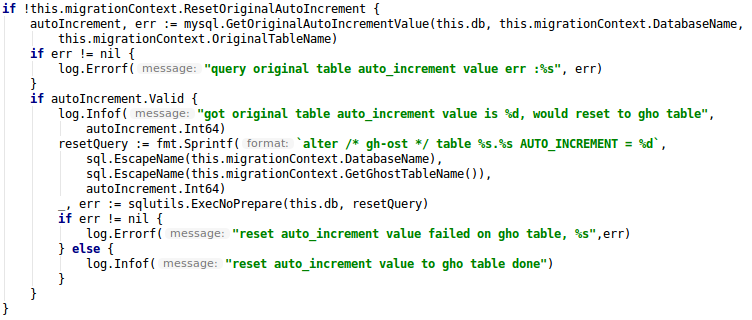 if !this.migrationContext.ResetOriginalAutoIncrement {
    autoIncrement, err := mysql.GetOriginalAutoIncrementValue(this.db, this.migrationContext.DatabaseName,
        this.migrationContext.OriginalTableName)
    if err != nil {
        log.Errorf( message: "query original table auto_increment value err :%s", err)
    }
    if autoIncrement.Valid {
        log.Infof( message: "got original table auto_increment value is %d, would reset to gho table",
            autoIncrement.Int64)
        resetQuery := fmt.Sprintf( format: `alter /* gh-ost */ table %s.%s AUTO_INCREMENT = %d`,
            sql.EscapeName(this.migrationContext.DatabaseName),
            sql.EscapeName(this.migrationContext.GetGhostTableName()),
            autoIncrement.Int64)
        _, err := sqlutils.ExecNoPrepare(this.db, resetQuery)
        if err != nil {
            log.Errorf( message: "reset auto_increment value failed on gho table, %s",err)
        } else {
            log.Infof( message: "reset auto_increment value to gho table done")
        }
    }
}